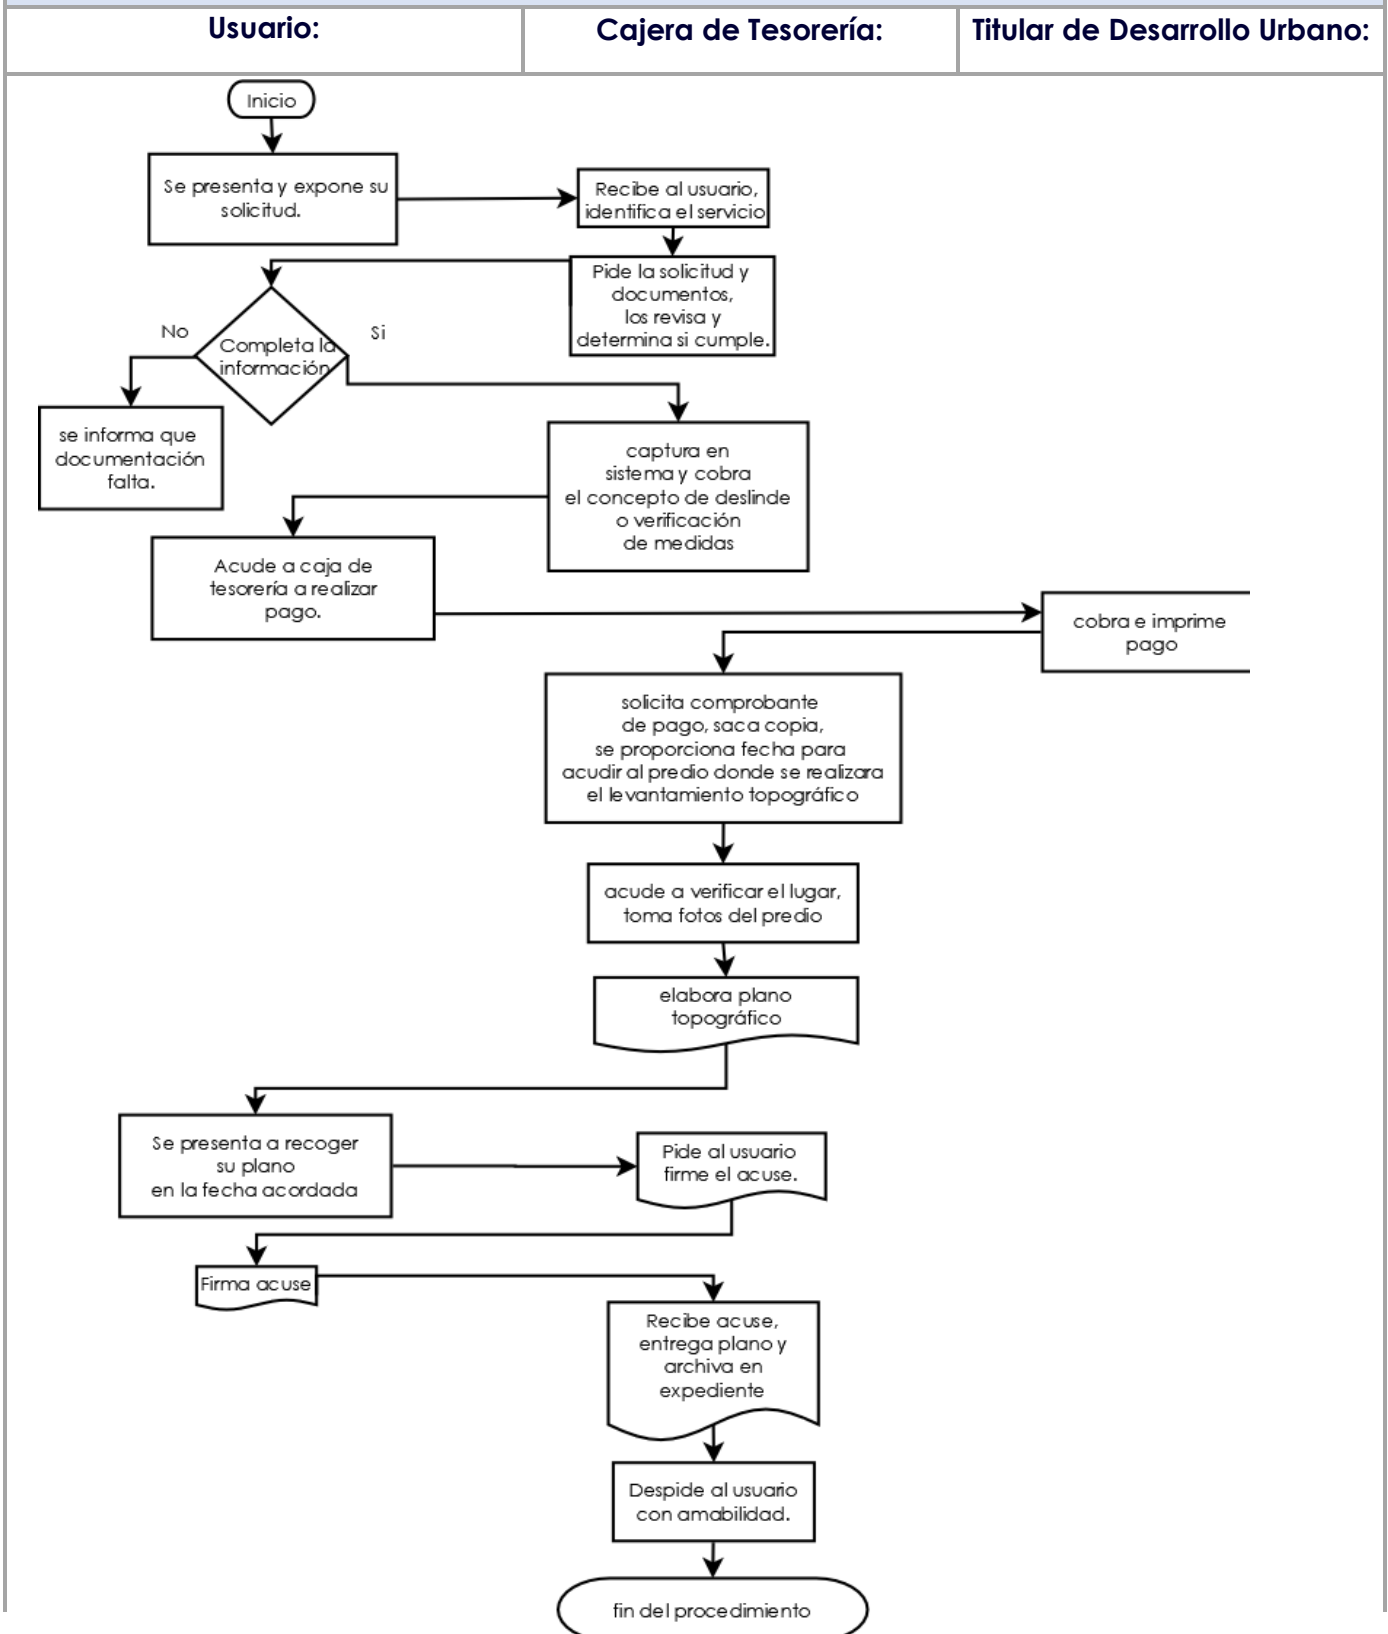 Usuario:
Cajera de Tesorería:
Titular de Desarrollo Urbano:
Inicio
Se presenta y expone su
solicitud.
Recibe al usuario,
identifica el servicio
Pide la solicitud y
documentos,
los revisa y
determina si cumple.
No
Si
Completa la
información
se informa que
documentación
falta.
captura en
sistema y cobra
el concepto de deslinde
o verificación
de medidas
Acude a caja de
tesorería a realizar
pago.
cobra e imprime
pago
solicita comprobante
de pago, saca copia,
se proporciona fecha para
acudir al predio donde se realizara
el levantamiento topográfico
acude a verificar el lugar,
toma fotos del predio
elabora plano
topográfico
Se presenta a recoger
su plano
en la fecha acordada
Pide al usuario
firme el acuse.
Firma acuse
Recibe acuse,
entrega plano y
archiva en
expediente
Despide al usuario
con amabilidad.
fin del procedimiento